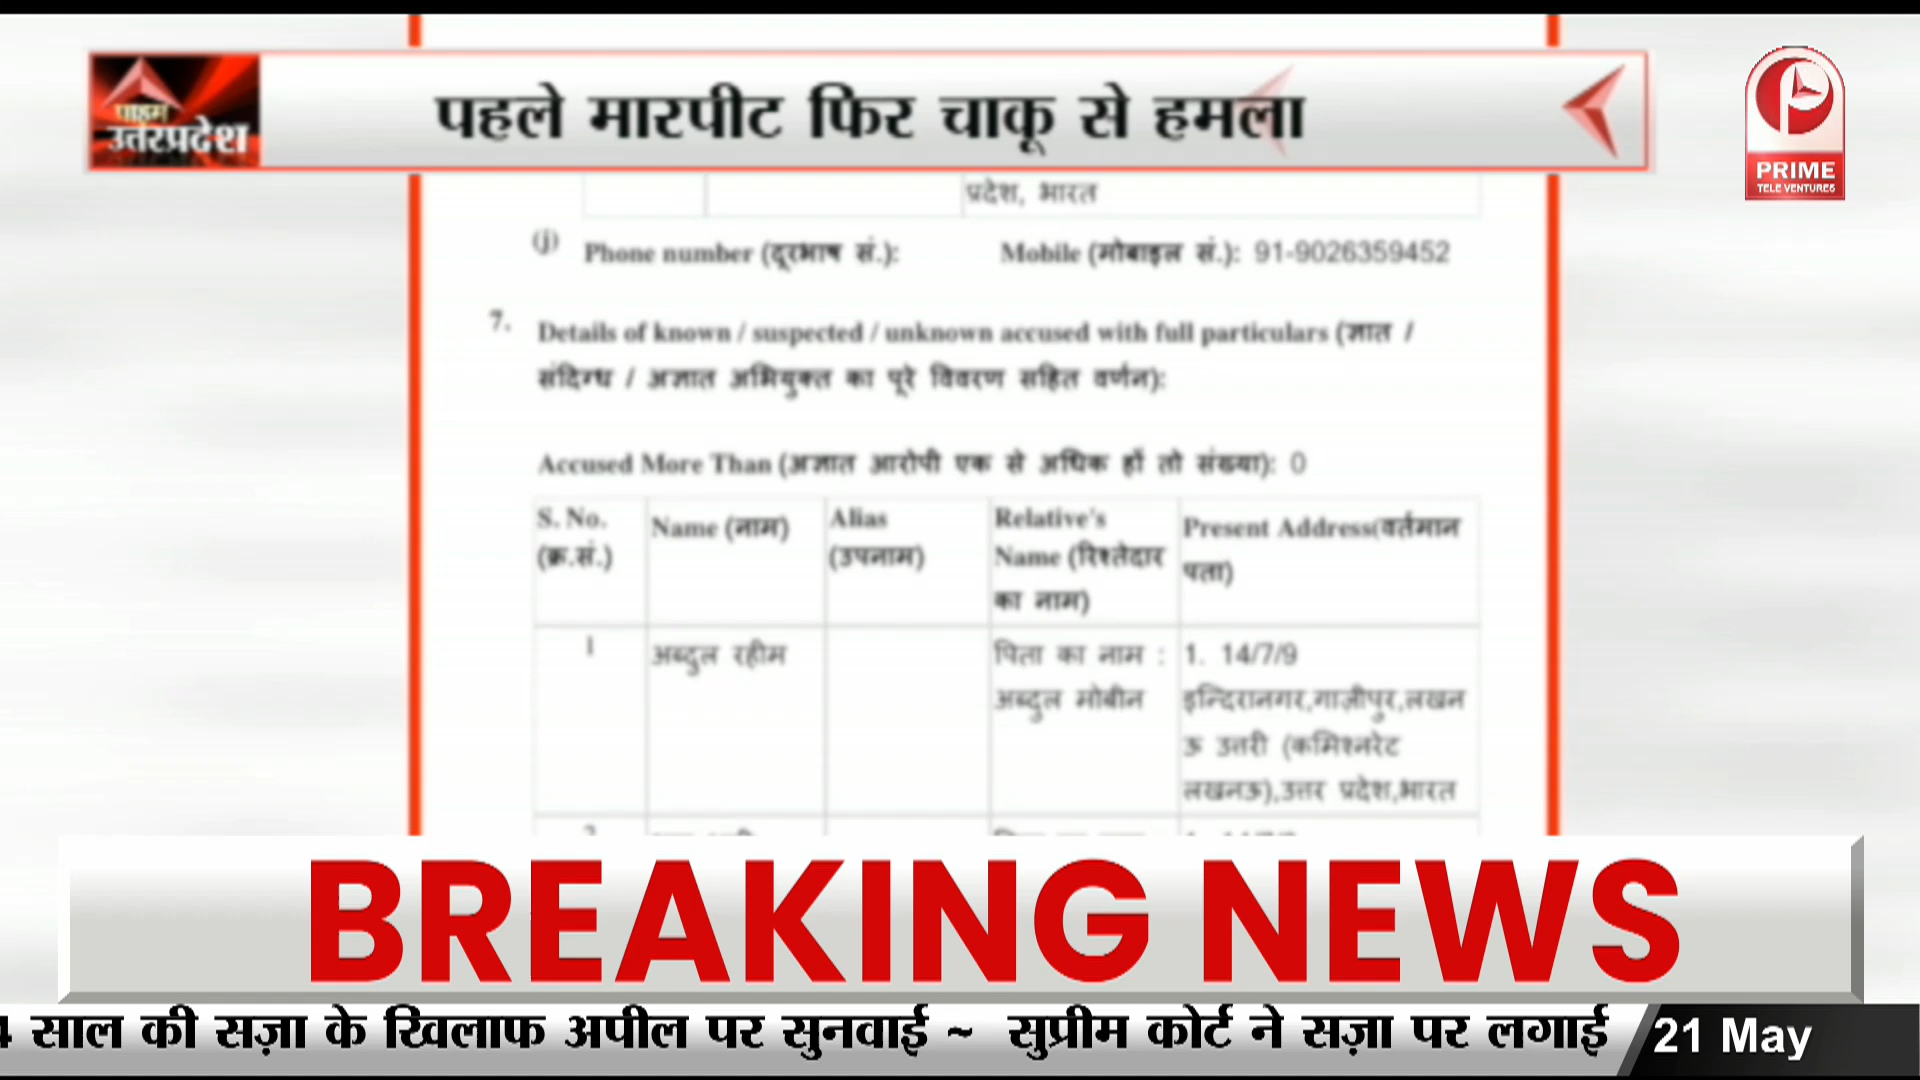 प्राइम
उत्तरप्रदेश
पहले मारपीट फिर चाकू से हमला
PRIME
TELE VENTURES
प्रदेश, भारत
(j) Phone number (दूरभाष सं.): Mobile (मोबाइल सं.): 91-9026359452
7. Details of known / suspected / unknown accused with full particulars (ज्ञात /
संदिग्ध / अज्ञात अभियुक्त का पूरे विवरण सहित वर्णन):
Accused More Than (अज्ञात आरोपी एक से अधिक हों तो संख्या): 0
S. No. (क्र.सं.) Name (नाम) Alias (उपनाम) Relative's Name (रिश्तेदार का नाम) Present Address(वर्तमान पता)
1 अब्दुल रहीम पिता का नाम : 1. 14/7/9
अब्दुल मोबीन इन्दिरानगर,गाज़ीपुर,लखन
ऊ उत्तरी (कमिश्नरेट
लखनऊ),उत्तर प्रदेश,भारत
BREAKING NEWS
4 साल की सज़ा के खिलाफ अपील पर सुनवाई ~ सुप्रीम कोर्ट ने सज़ा पर लगाई
21 May